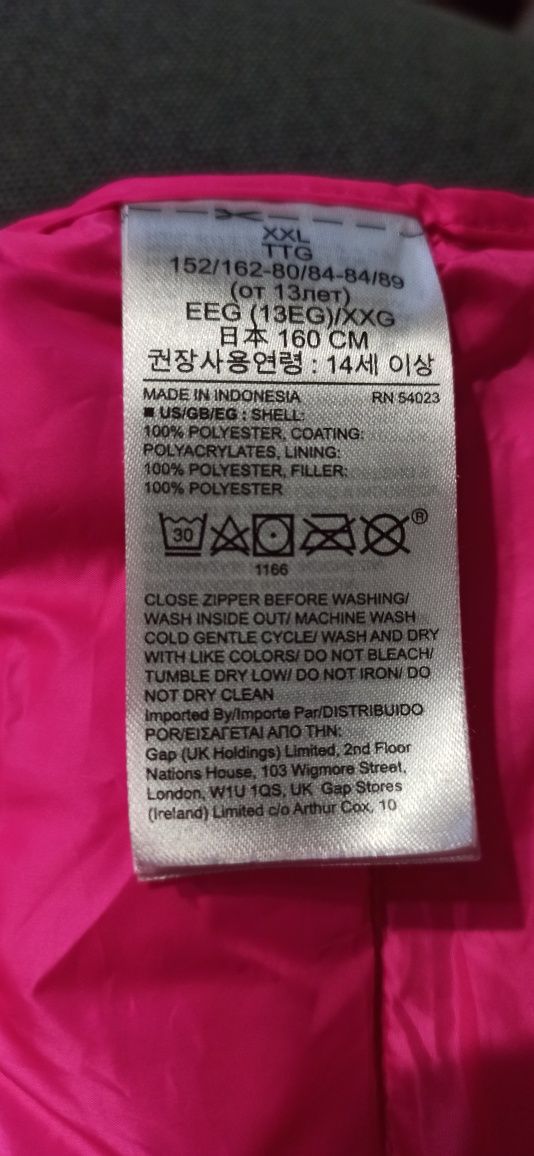 XXL
TTG
152/162-80/84-84/89
(от 13лет)
EEG (13EG)/XXG
日本 160 CM
권장사용연령 : 14세 이상
MADE IN INDONESIA RN 54023
■ US/GB/EG : SHELL:
100% POLYESTER, COATING:
POLYACRYLATES, LINING:
100% POLYESTER, FILLER:
100% POLYESTER
30
®
1166
CLOSE ZIPPER BEFORE WASHING/
WASH INSIDE OUT/ MACHINE WASH
COLD GENTLE CYCLE/ WASH AND DRY
WITH LIKE COLORS/ DO NOT BLEACH/
TUMBLE DRY LOW/ DO NOT IRON/ DO
NOT DRY CLEAN
Imported By/Importe Par/DISTRIBUIDO
POR/ΕΙΣΑΓΕΤΑΙ ΑΠΟ ΤΗΝ:
Gap (UK Holdings) Limited, 2nd Floor
Nations House, 103 Wigmore Street,
London, W1U 1QS, UK Gap Stores
(Ireland) Limited c/o Arthur Cox, 10